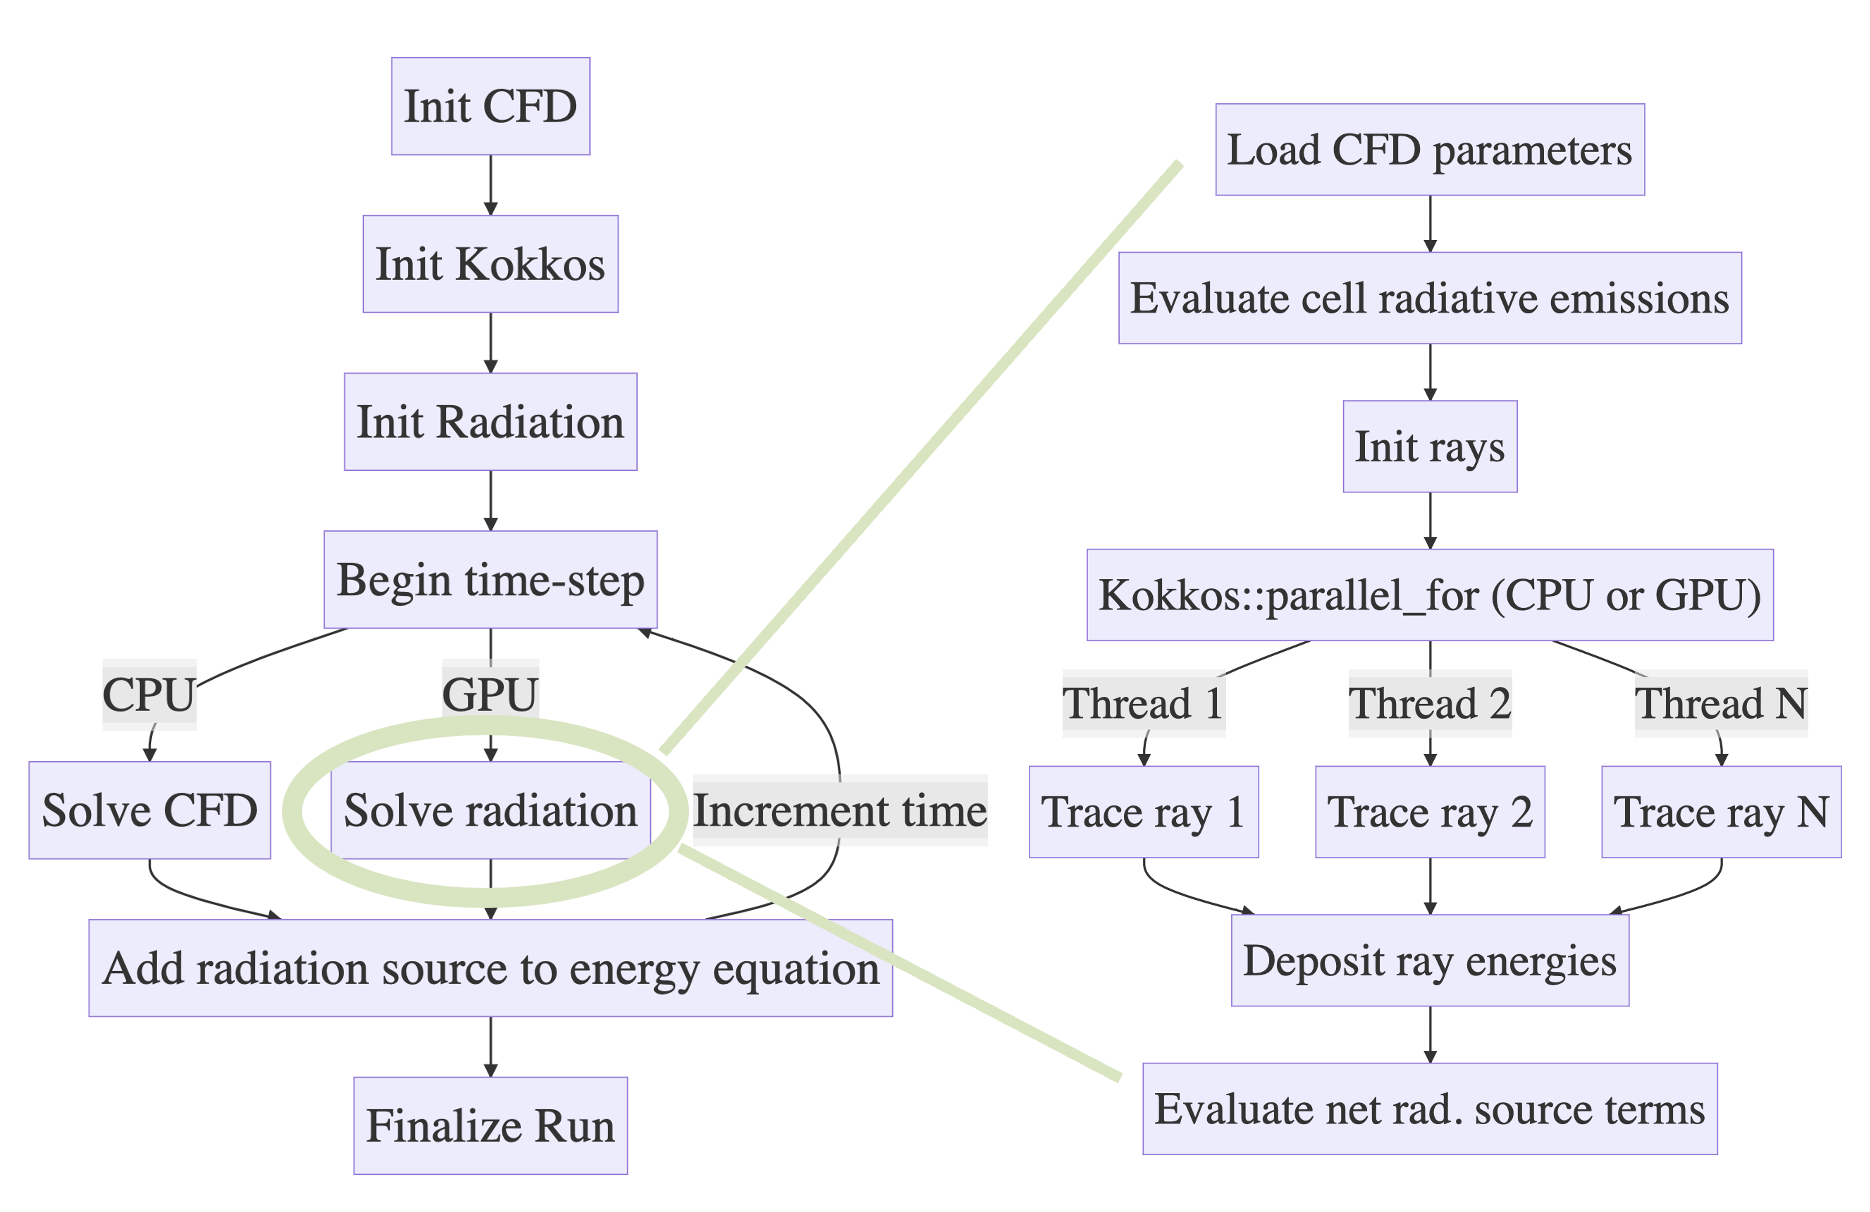 Init CFD
Init Kokkos
Init Radiation
Begin time-step
CPU
GPU
Solve CFD
Solve radiation
Increment time
Add radiation source to energy equation
Finalize Run
Load CFD parameters
Evaluate cell radiative emissions
Init rays
Kokkos::parallel_for (CPU or GPU)
Thread 1
Thread 2
Thread N
Trace ray 1
Trace ray 2
Trace ray N
Deposit ray energies
Evaluate net rad. source terms